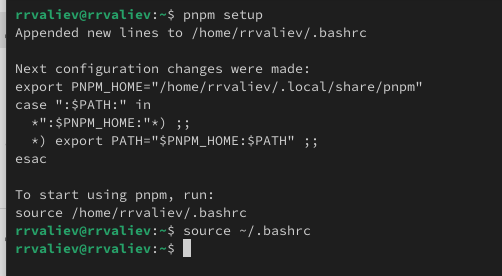 rrvaliev@rrvaliev:~$ pnpm setup
Appended new lines to /home/rrvaliev/.bashrc

Next configuration changes were made:
export PNPM_HOME="/home/rrvaliev/.local/share/pnpm"
case ":$PATH:" in
  *":$PNPM_HOME:"*) ;;
  *) export PATH="$PNPM_HOME:$PATH" ;;
esac

To start using pnpm, run:
source /home/rrvaliev/.bashrc
rrvaliev@rrvaliev:~$ source ~/.bashrc
rrvaliev@rrvaliev:~$